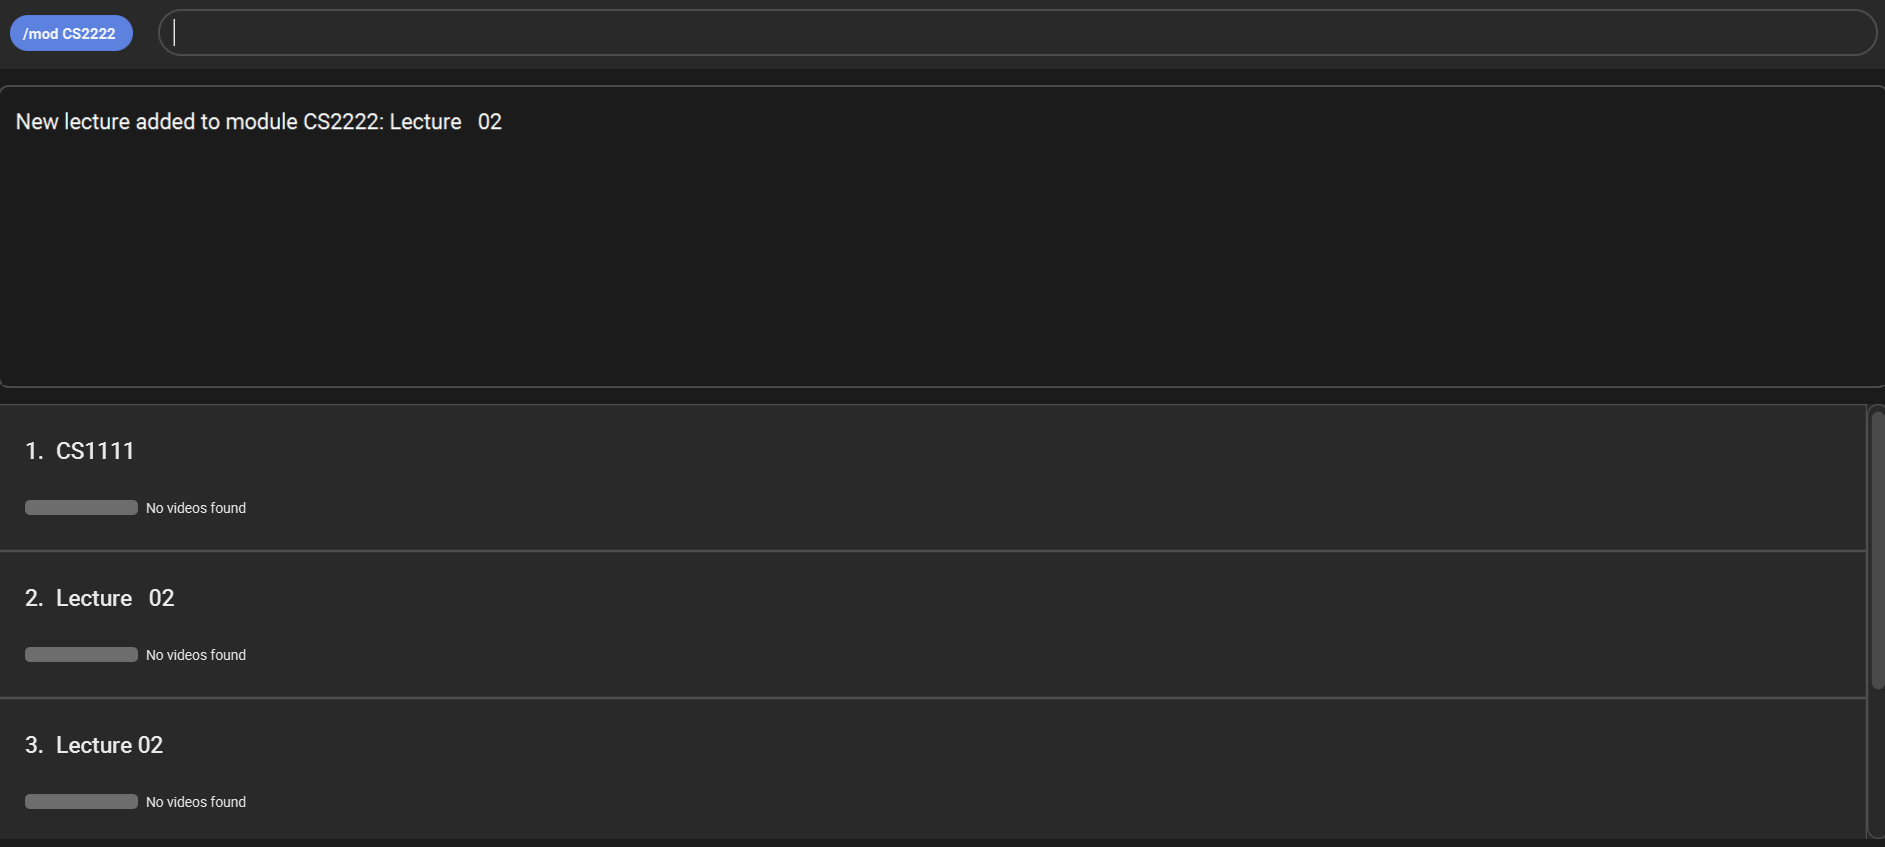 /mod CS2222
New lecture added to module CS2222: Lecture   02
1. CS1111
No videos found
2. Lecture   02
No videos found
3. Lecture 02
No videos found